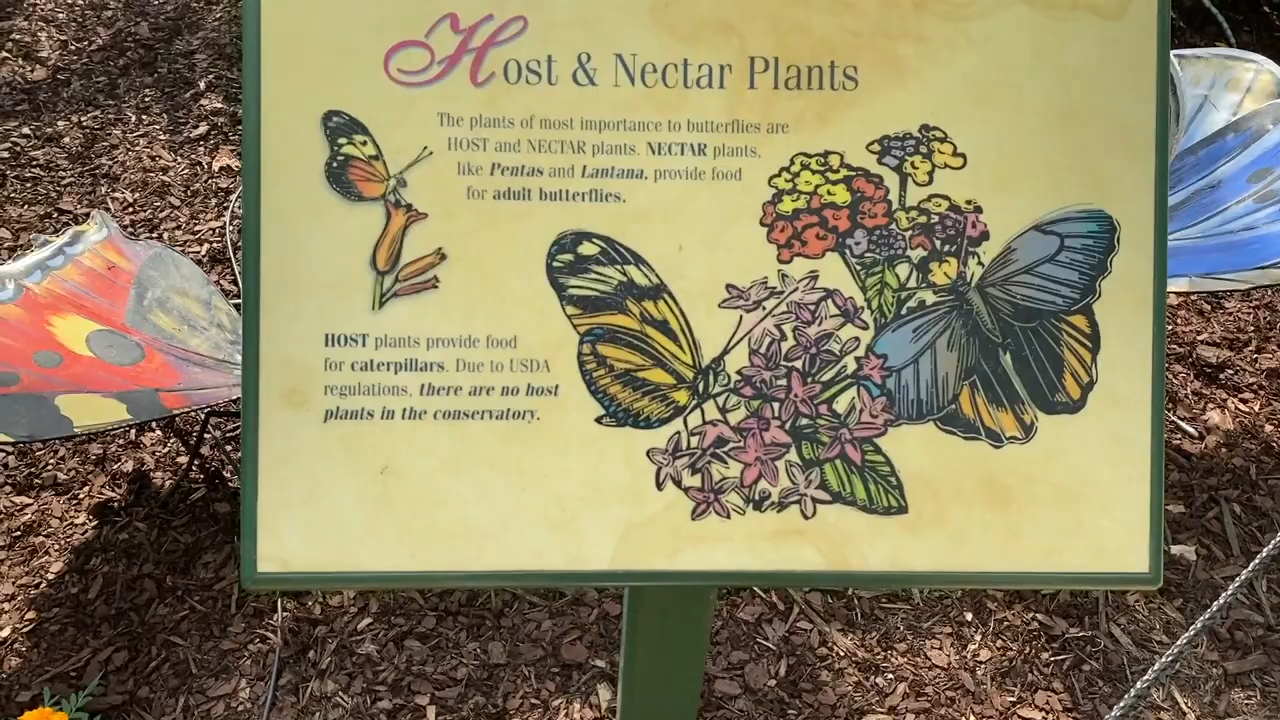 Host & Nectar Plants
The plants of most importance to butterflies are
HOST and NECTAR plants. NECTAR plants,
like Pentas and Lantana, provide food
for adult butterflies.
HOST plants provide food
for caterpillars. Due to USDA
regulations, there are no host
plants in the conservatory.